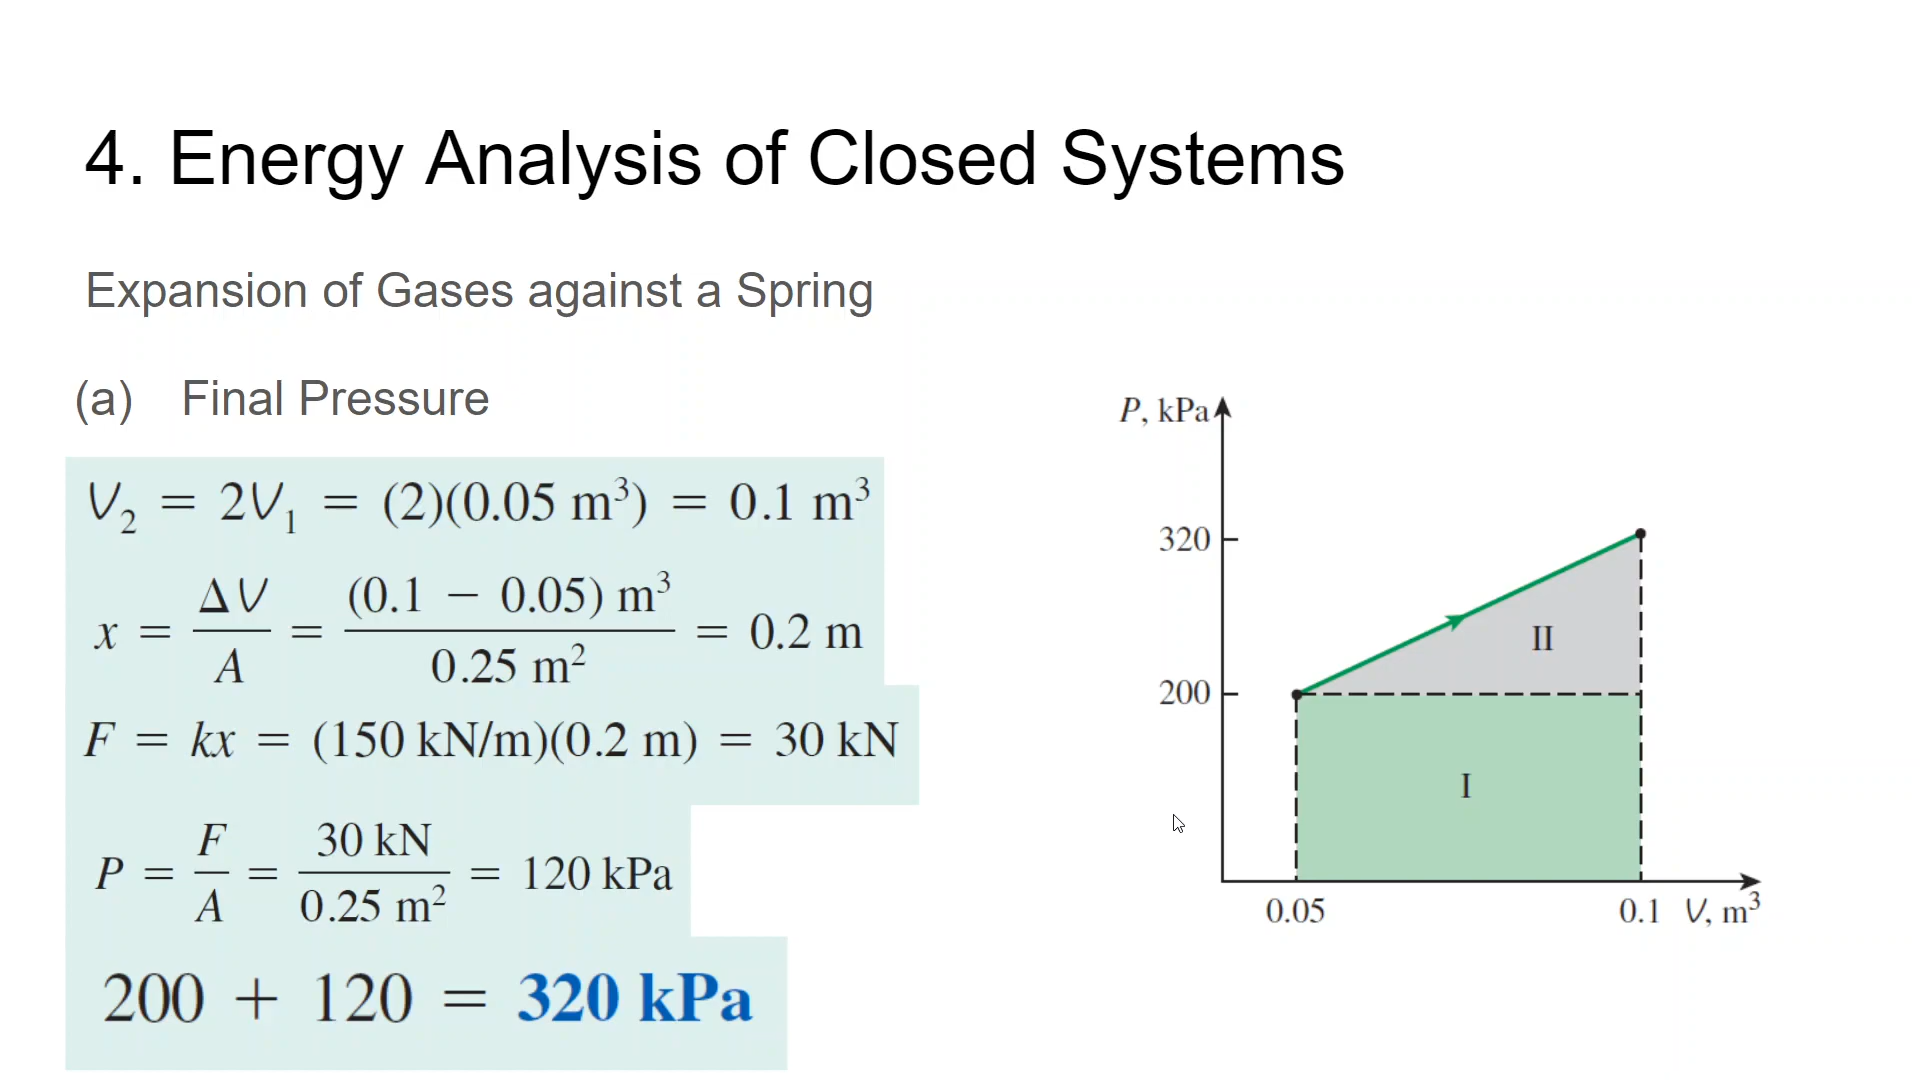 4. Energy Analysis of Closed Systems
Expansion of Gases against a Spring
(a) Final Pressure
V₂ = 2V₁ = (2)(0.05 m³) = 0.1 m³
x = ΔV/A = (0.1 − 0.05) m³/0.25 m² = 0.2 m
F = kx = (150 kN/m)(0.2 m) = 30 kN
P = F/A = 30 kN/0.25 m² = 120 kPa
200 + 120 = 320 kPa
P, kPa
320
II
200
I
0.05
0.1
V, m³